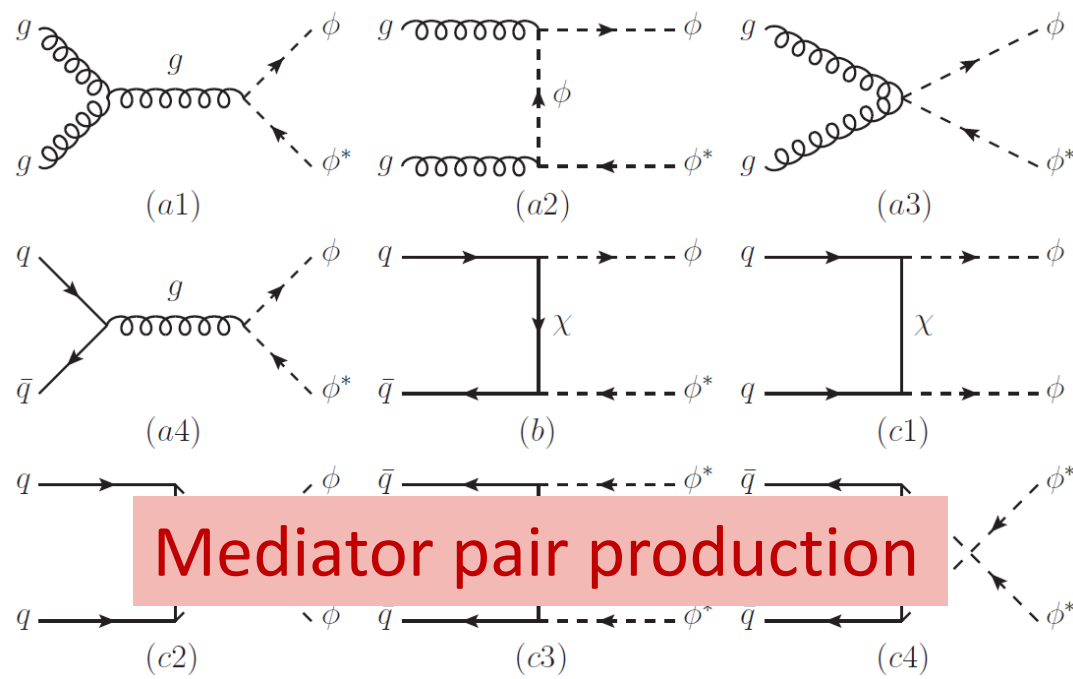 g ϕ g ϕ g ϕ
g ϕ
g ϕ* g ϕ* g ϕ*
(a1) (a2) (a3)
q ϕ q ϕ q ϕ
g χ χ
q̄ ϕ* q̄ ϕ* q ϕ
(a4) (b) (c1)
q ϕ q̄ ϕ* q̄ ϕ*
Mediator pair production
q ϕ q̄ ϕ* q̄ ϕ*
(c2) (c3) (c4)